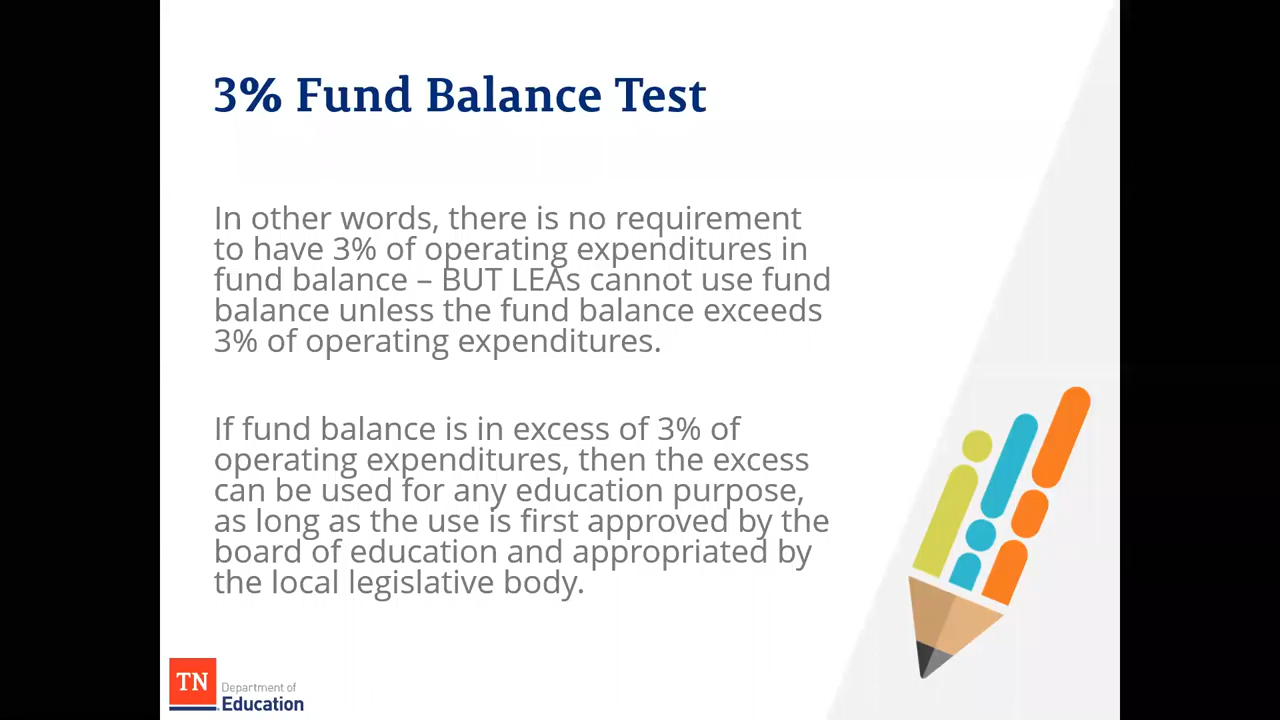 3% Fund Balance Test
In other words, there is no requirement
to have 3% of operating expenditures in
fund balance – BUT LEAs cannot use fund
balance unless the fund balance exceeds
3% of operating expenditures.
If fund balance is in excess of 3% of
operating expenditures, then the excess
can be used for any education purpose,
as long as the use is first approved by the
board of education and appropriated by
the local legislative body.
TN
Department of
Education